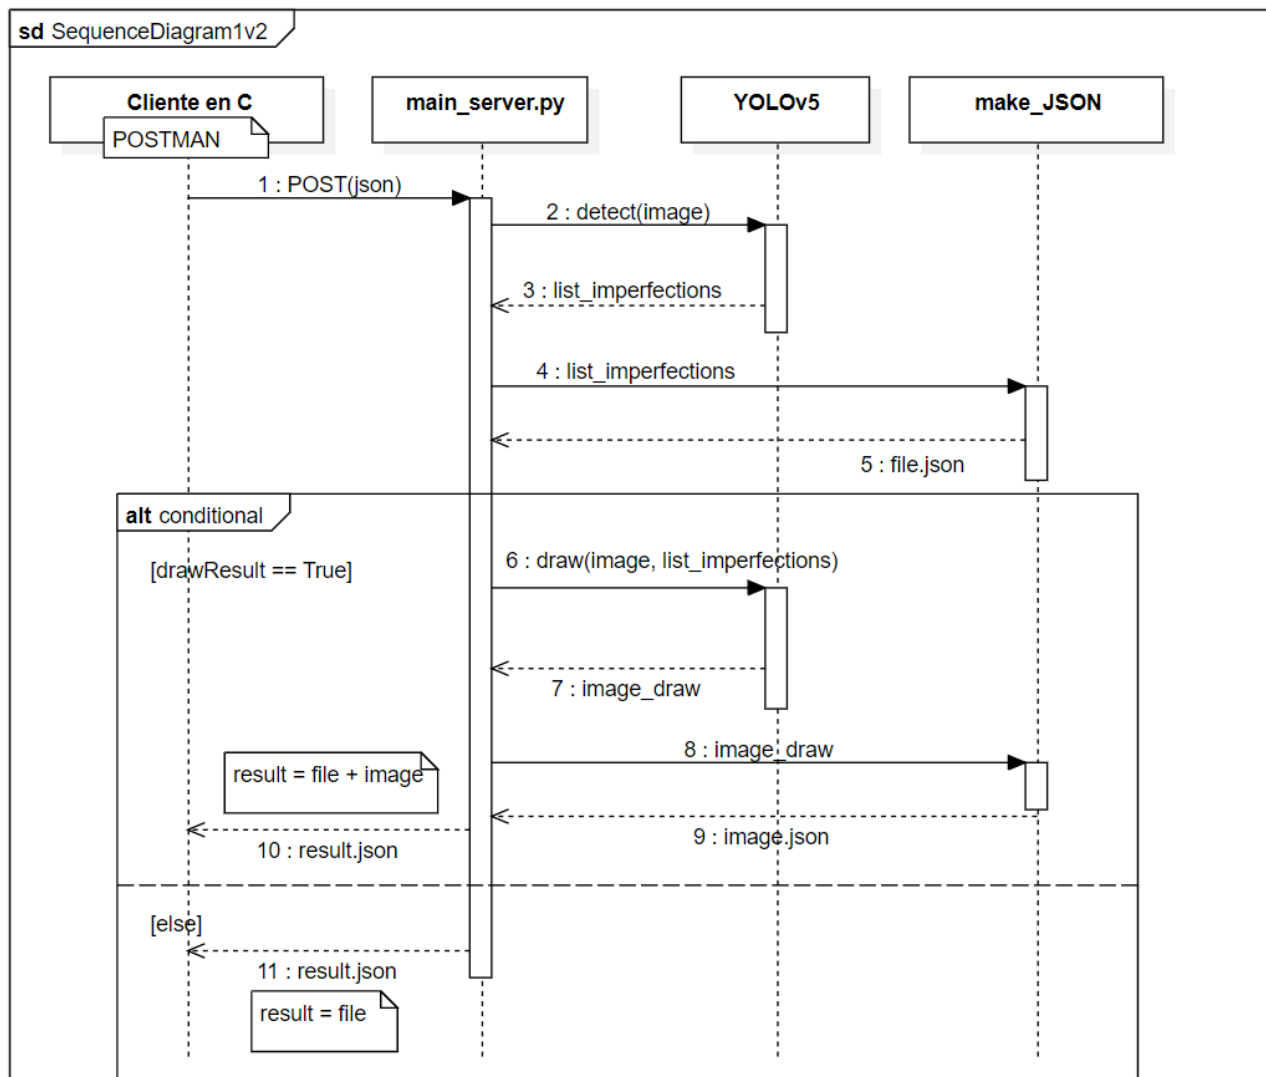 sd SequenceDiagram1v2
Cliente en C
main_server.py
YOLOv5
make_JSON
POSTMAN
1 : POST(json)
2 : detect(image)
3 : list_imperfections
4 : list_imperfections
5 : file.json
alt conditional
[drawResult == True]
6 : draw(image, list_imperfections)
7 : image_draw
8 : image_draw
result = file + image
9 : image.json
10 : result.json
[else]
11 : result.json
result = file